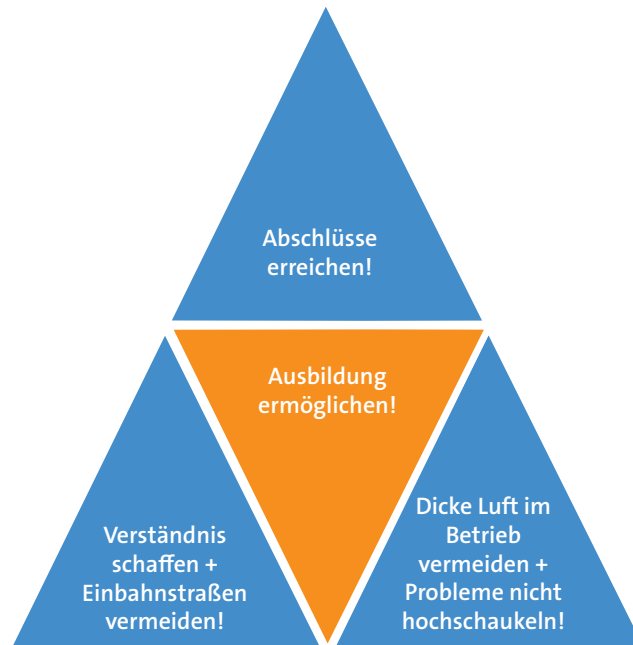 Abschlüsse
erreichen!
Ausbildung
ermöglichen!
Verständnis
schaffen +
Einbahnstraßen
vermeiden!
Dicke Luft im
Betrieb
vermeiden +
Probleme nicht
hochschaukeln!